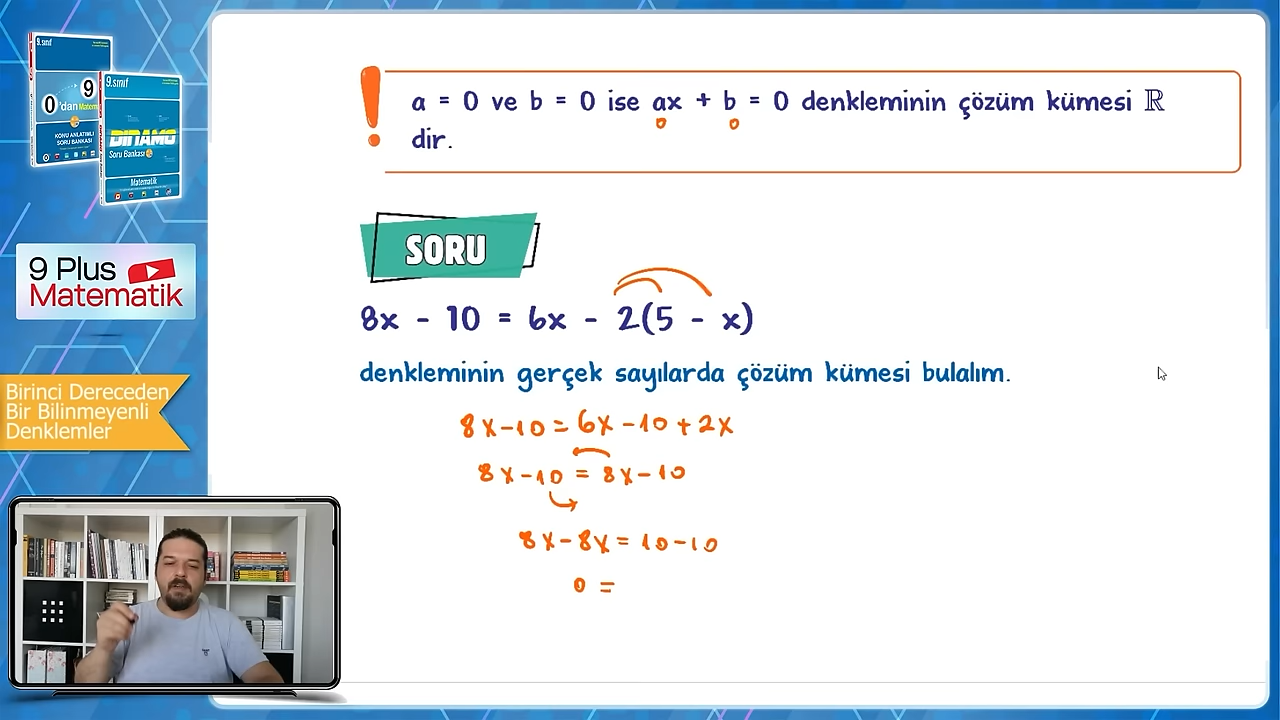 9.sınıf
0'dan 9
Matem
KONU ANLATIMLI
SORU BANKASI
9.sınıf
DİNAMO
Soru Bankası
Matematik
9 Plus
Matematik
Birinci Dereceden
Bir Bilinmeyenli
Denklemler
a = 0 ve b = 0 ise ax + b = 0 denkleminin çözüm kümesi ℝ
0 0
dir.
SORU
8x - 10 = 6x - 2(5 - x)
denkleminin gerçek sayılarda çözüm kümesi bulalım.
8x-10 = 6x-10+2x
8x-10 = 8x-10
8x-8x = 10-10
0 =